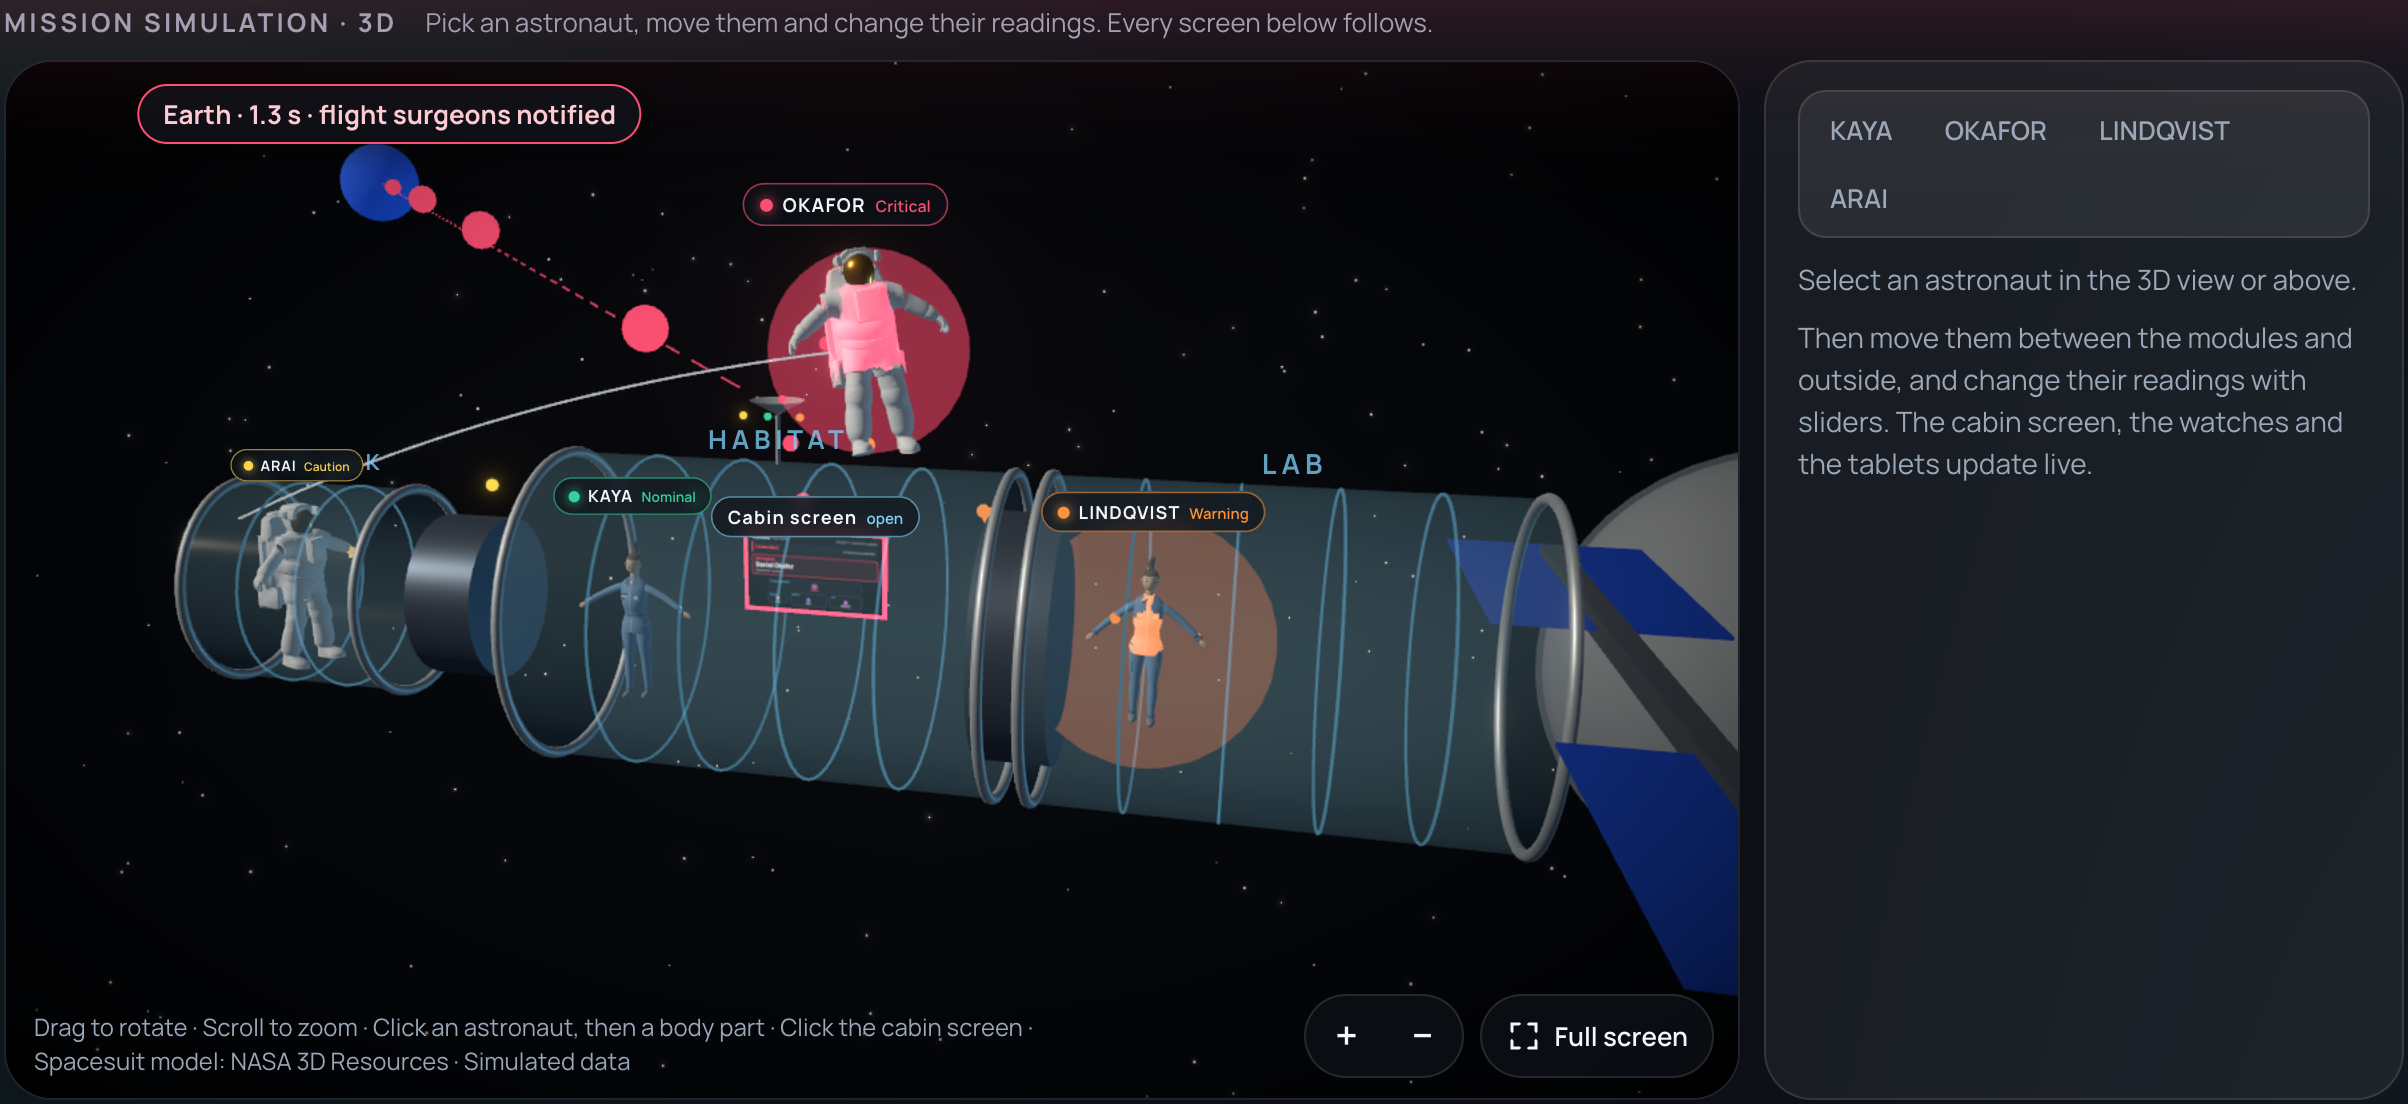 MISSION SIMULATION · 3D Pick an astronaut, move them and change their readings. Every screen below follows.
Earth · 1.3 s · flight surgeons notified
OKAFOR Critical
HABITAT
LAB
ARAI Caution
K
KAYA Nominal
Cabin screen open
LINDQVIST Warning
Drag to rotate · Scroll to zoom · Click an astronaut, then a body part · Click the cabin screen ·
Spacesuit model: NASA 3D Resources · Simulated data
+ −
Full screen
KAYA OKAFOR LINDQVIST
ARAI
Select an astronaut in the 3D view or above.
Then move them between the modules and
outside, and change their readings with
sliders. The cabin screen, the watches and
the tablets update live.